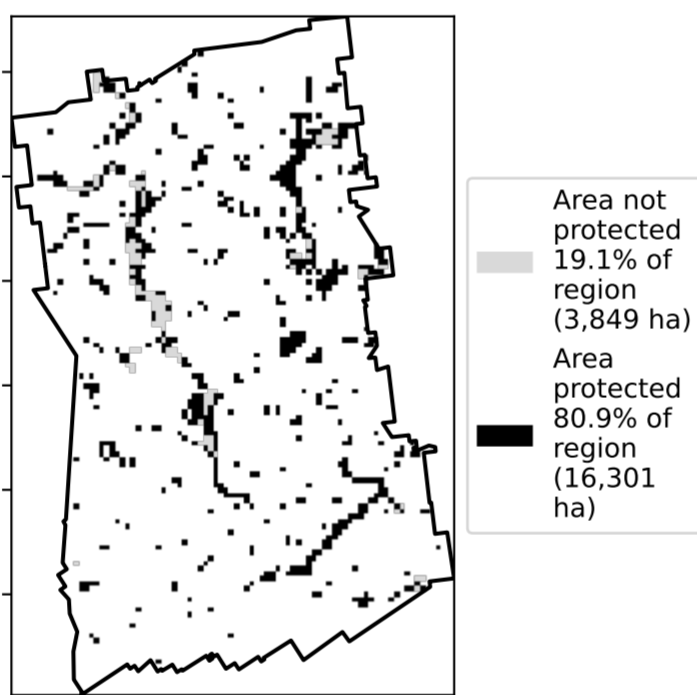 Area not
protected
19.1% of
region
(3,849 ha)
Area
protected
80.9% of
region
(16,301
ha)